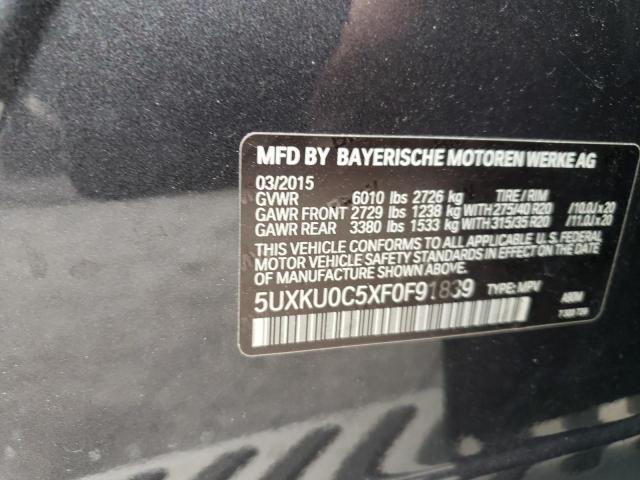 MFD BY BAYERISCHE MOTOREN WERKE AG
03/2015
GVWR 6010 lbs 2726 kg TIRE / RIM
GAWR FRONT 2729 lbs 1238 kg WITH 275/40 R20 /10.0J x 20
GAWR REAR 3380 lbs 1533 kg WITH 315/35 R20 /11.0J x 20
THIS VEHICLE CONFORMS TO ALL APPLICABLE U.S. FEDERAL
MOTOR VEHICLE SAFETY STANDARDS IN EFFECT ON THE DATE
OF MANUFACTURE SHOWN ABOVE.
5UXKU0C5XF0F91839 TYPE: MPV